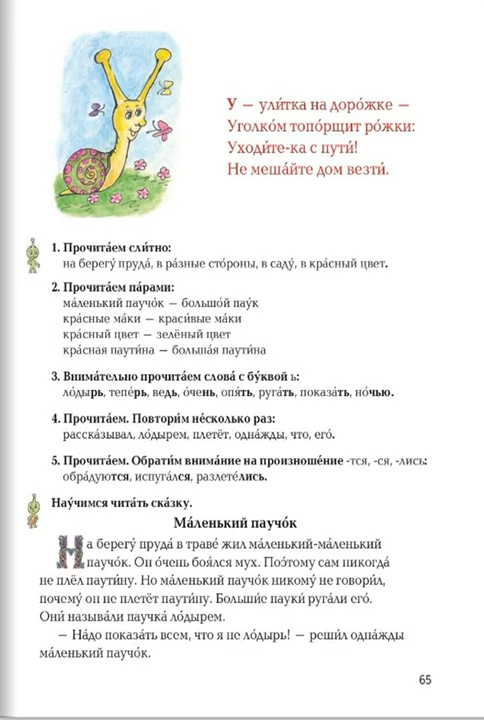 У — ули́тка на доро́жке —
Уголко́м топо́рщит ро́жки:
Уходи́те-ка с пути́!
Не меша́йте дом везти́.
1. Прочита́ем сли́тно:
на берегу́ пруда́, в ра́зные сто́роны, в саду́, в кра́сный цвет.
2. Прочита́ем па́рами:
ма́ленький паучо́к — большо́й пау́к
кра́сные ма́ки — краси́вые ма́ки
кра́сный цвет — зелёный цвет
кра́сная паути́на — больша́я паути́на
3. Внима́тельно прочита́ем слова́ с бу́квой ь:
ло́дырь, тепе́рь, ведь, о́чень, опя́ть, руга́ть, показа́ть, но́чью.
4. Прочита́ем. Повтори́м не́сколько раз:
расска́зывал, ло́дырем, плетёт, одна́жды, что, его́.
5. Прочита́ем. Обрати́м внима́ние на произноше́ние -тся, -ся, -лись:
обра́дуются, испуга́лся, разлете́лись.
Нау́чимся чита́ть ска́зку.
Ма́ленький паучо́к
На берегу́ пруда́ в траве́ жил ма́ленький-ма́ленький
паучо́к. Он о́чень боя́лся мух. Поэ́тому сам никогда́
не плёл паути́ну. Но ма́ленький паучо́к никому́ не говори́л,
почему́ он не плетёт паути́ну. Больши́е пауки́ руга́ли его́.
Они́ называ́ли паучка́ ло́дырем.
— На́до показа́ть всем, что я не ло́дырь! — реши́л одна́жды
ма́ленький паучо́к.
65